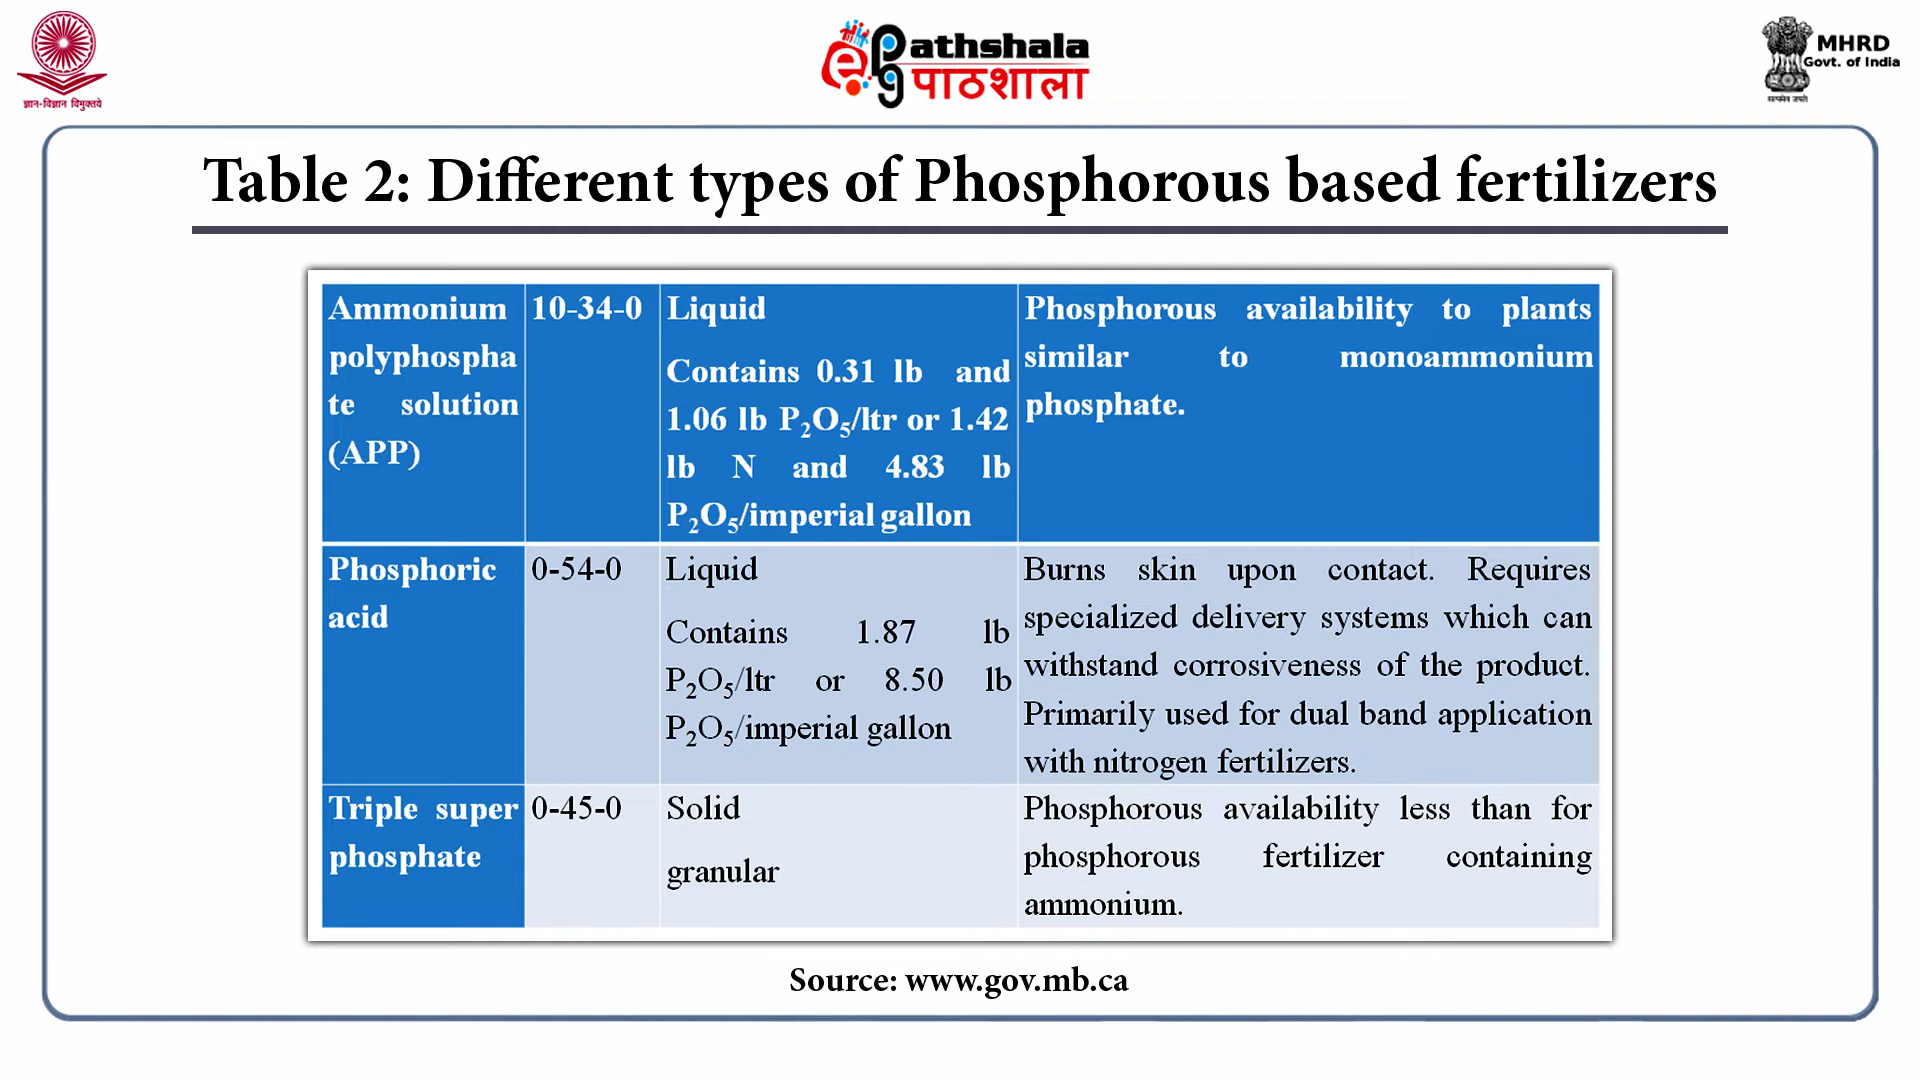 ज्ञान-विज्ञान विमुक्तये
ePathshala
पाठशाला
MHRD
Govt. of India
सत्यमेव जयते
Table 2: Different types of Phosphorous based fertilizers
Ammonium
polyphospha
te solution
(APP)
10-34-0
Liquid
Contains 0.31 lb and
1.06 lb P₂O₅/ltr or 1.42
lb N and 4.83 lb
P₂O₅/imperial gallon
Phosphorous availability to plants
similar to monoammonium
phosphate.
Phosphoric
acid
0-54-0
Liquid
Contains 1.87 lb
P₂O₅/ltr or 8.50 lb
P₂O₅/imperial gallon
Burns skin upon contact. Requires
specialized delivery systems which can
withstand corrosiveness of the product.
Primarily used for dual band application
with nitrogen fertilizers.
Triple super
phosphate
0-45-0
Solid
granular
Phosphorous availability less than for
phosphorous fertilizer containing
ammonium.
Source: www.gov.mb.ca